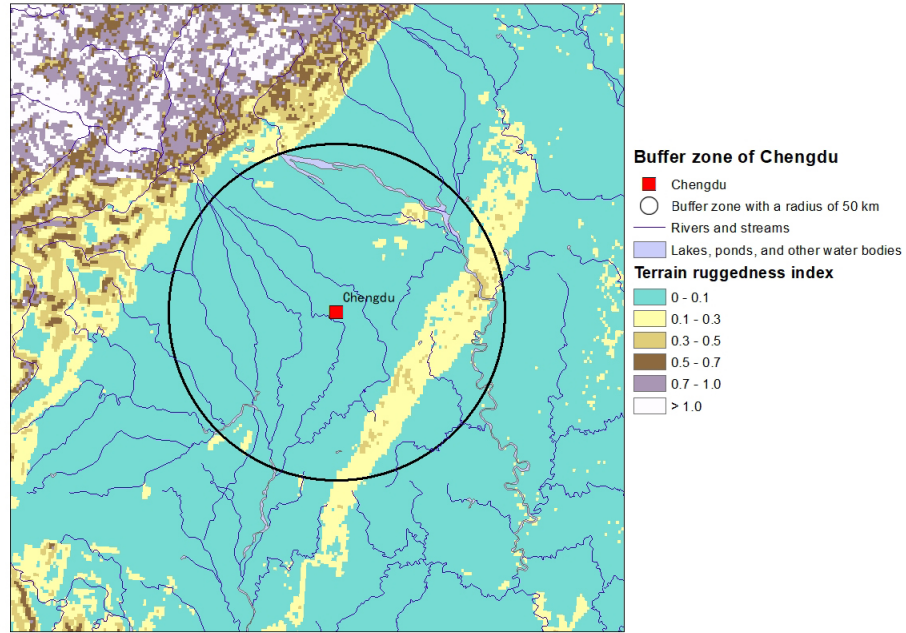 Chengdu
Buffer zone of Chengdu
Chengdu
Buffer zone with a radius of 50 km
Rivers and streams
Lakes, ponds, and other water bodies
Terrain ruggedness index
0 - 0.1
0.1 - 0.3
0.3 - 0.5
0.5 - 0.7
0.7 - 1.0
> 1.0